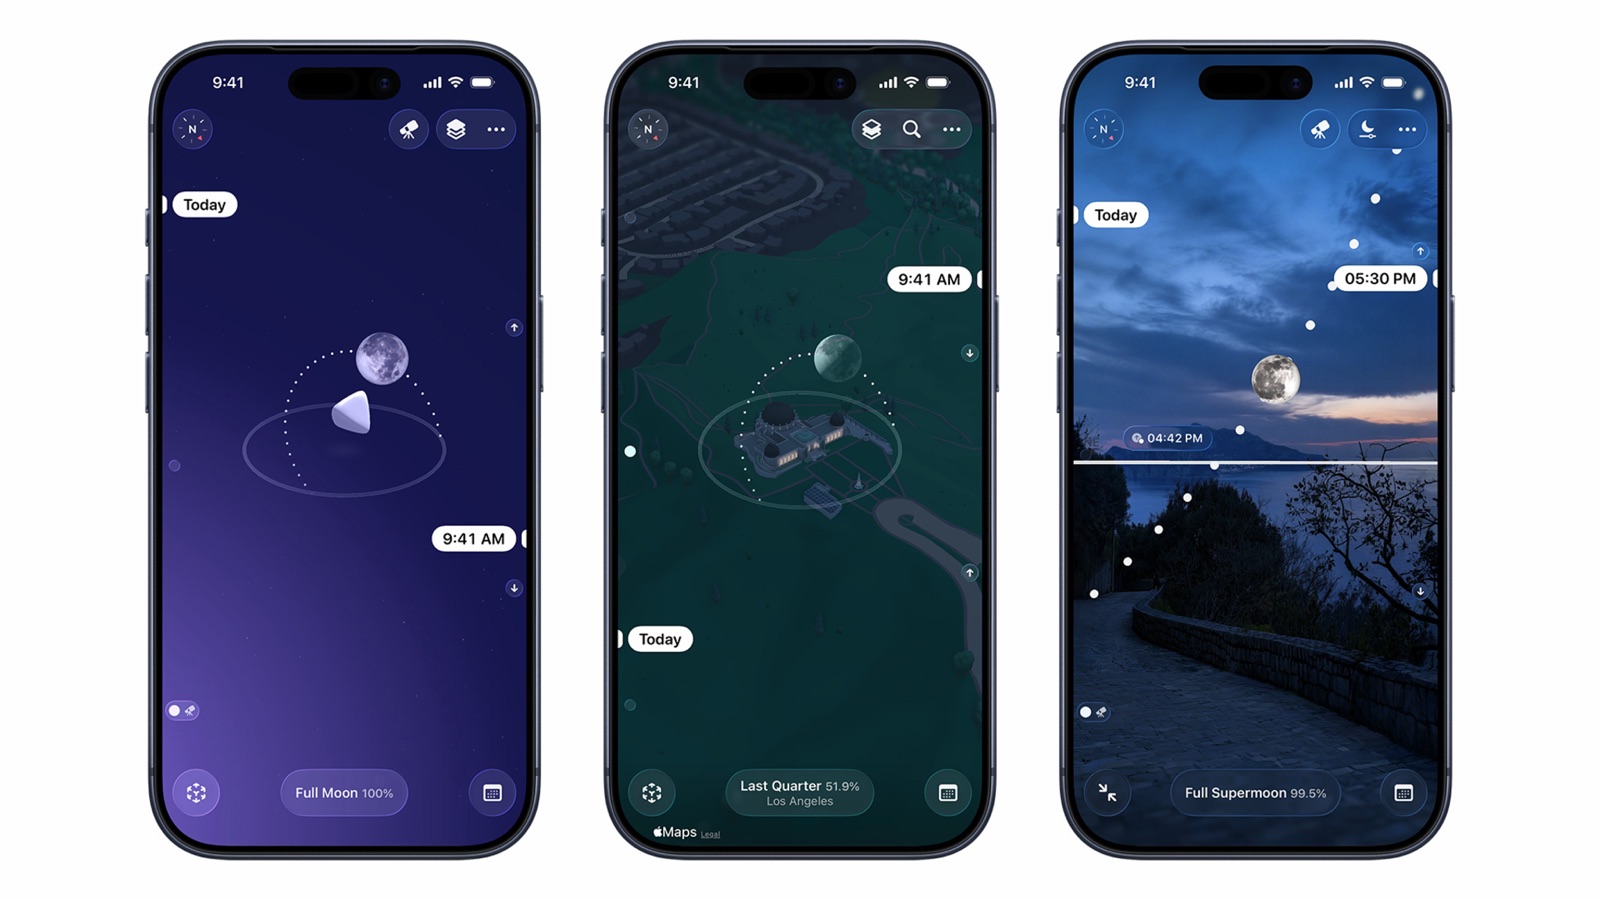 9:41
N
Today
9:41 AM
Full Moon 100%
9:41
N
9:41 AM
Today
Last Quarter 51.9%
Los Angeles
Maps Legal
9:41
N
Today
05:30 PM
04:42 PM
Full Supermoon 99.5%